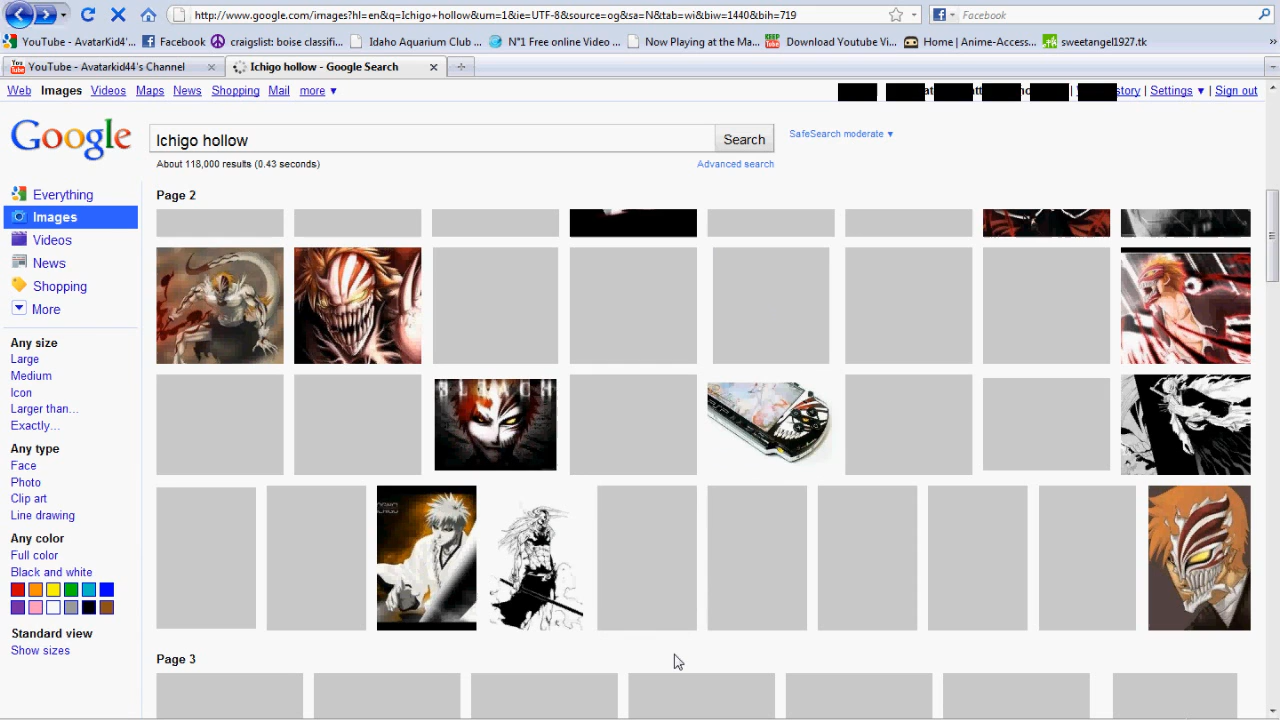 http://www.google.com/images?hl=en&q=Ichigo+hollow&um=1&ie=UTF-8&source=og&sa=N&tab=wi&biw=1440&bih=719
Facebook
YouTube - AvatarKid4'...
Facebook
craigslist: boise classifi...
Idaho Aquarium Club ...
N°1 Free online Video ...
Now Playing at the Ma...
Download Youtube Vi...
Home | Anime-Access...
sweetangel1927.tk
YouTube - Avatarkid44's Channel
Ichigo hollow - Google Search
Web Images Videos Maps News Shopping Mail more
Settings | Sign out
Google
Ichigo hollow
Search
SafeSearch moderate
About 118,000 results (0.43 seconds)
Advanced search
Everything
Images
Videos
News
Shopping
More
Any size
Large
Medium
Icon
Larger than...
Exactly...
Any type
Face
Photo
Clip art
Line drawing
Any color
Full color
Black and white
Standard view
Show sizes
Page 2
BLEACH
ICHIGO
Page 3